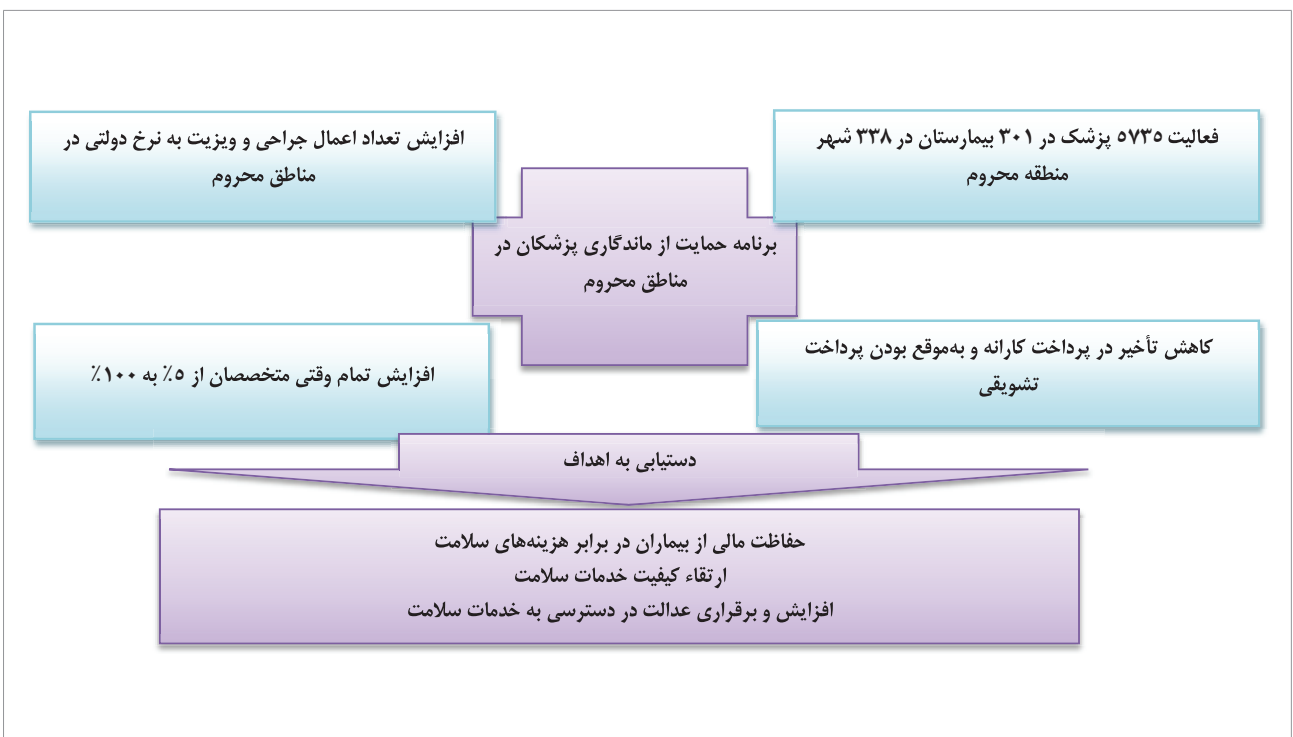 فعالیت ۵۷۳۵ پزشک در ۳۰۱ بیمارستان در ۳۳۸ شهر
منطقه محروم
افزایش تعداد اعمال جراحی و ویزیت به نرخ دولتی در
مناطق محروم
برنامه حمایت از ماندگاری پزشکان در
مناطق محروم
کاهش تأخیر در پرداخت کارانه و به‌موقع بودن پرداخت
تشویقی
افزایش تمام وقتی متخصصان از ۵٪ به ۱۰۰٪
دستیابی به اهداف
حفاظت مالی از بیماران در برابر هزینه‌های سلامت
ارتقاء کیفیت خدمات سلامت
افزایش و برقراری عدالت در دسترسی به خدمات سلامت